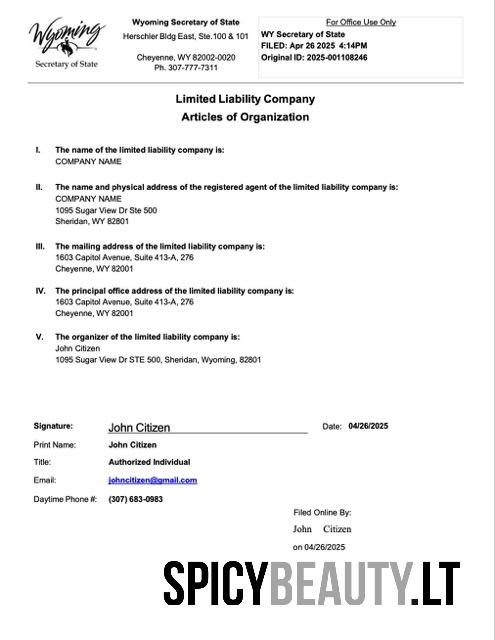 Wyoming
Secretary of State
Wyoming Secretary of State
Herschler Bldg East, Ste.100 & 101
Cheyenne, WY 82002-0020
Ph. 307-777-7311
For Office Use Only
WY Secretary of State
FILED: Apr 26 2025 4:14PM
Original ID: 2025-001108246
Limited Liability Company
Articles of Organization
I. The name of the limited liability company is:
COMPANY NAME
II. The name and physical address of the registered agent of the limited liability company is:
COMPANY NAME
1095 Sugar View Dr Ste 500
Sheridan, WY 82801
III. The mailing address of the limited liability company is:
1603 Capitol Avenue, Suite 413-A, 276
Cheyenne, WY 82001
IV. The principal office address of the limited liability company is:
1603 Capitol Avenue, Suite 413-A, 276
Cheyenne, WY 82001
V. The organizer of the limited liability company is:
John Citizen
1095 Sugar View Dr STE 500, Sheridan, Wyoming, 82801
Signature: John Citizen Date: 04/26/2025
Print Name: John Citizen
Title: Authorized Individual
Email: johncitizen@gmail.com
Daytime Phone #: (307) 683-0983
Filed Online By:
John Citizen
on 04/26/2025
SPICYBEAUTY.LT